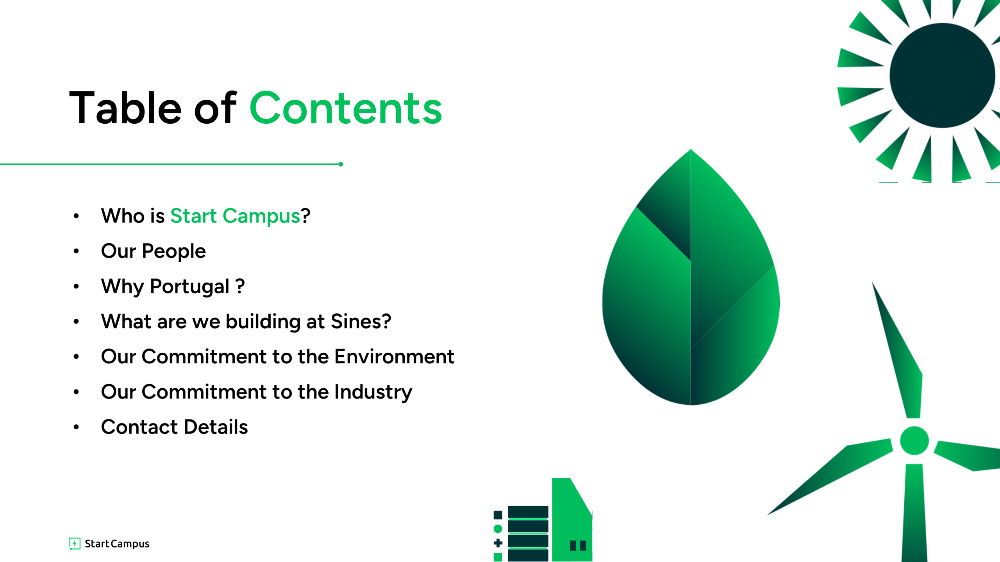 Table of Contents
• Who is Start Campus?
• Our People
• Why Portugal ?
• What are we building at Sines?
• Our Commitment to the Environment
• Our Commitment to the Industry
• Contact Details
Start Campus